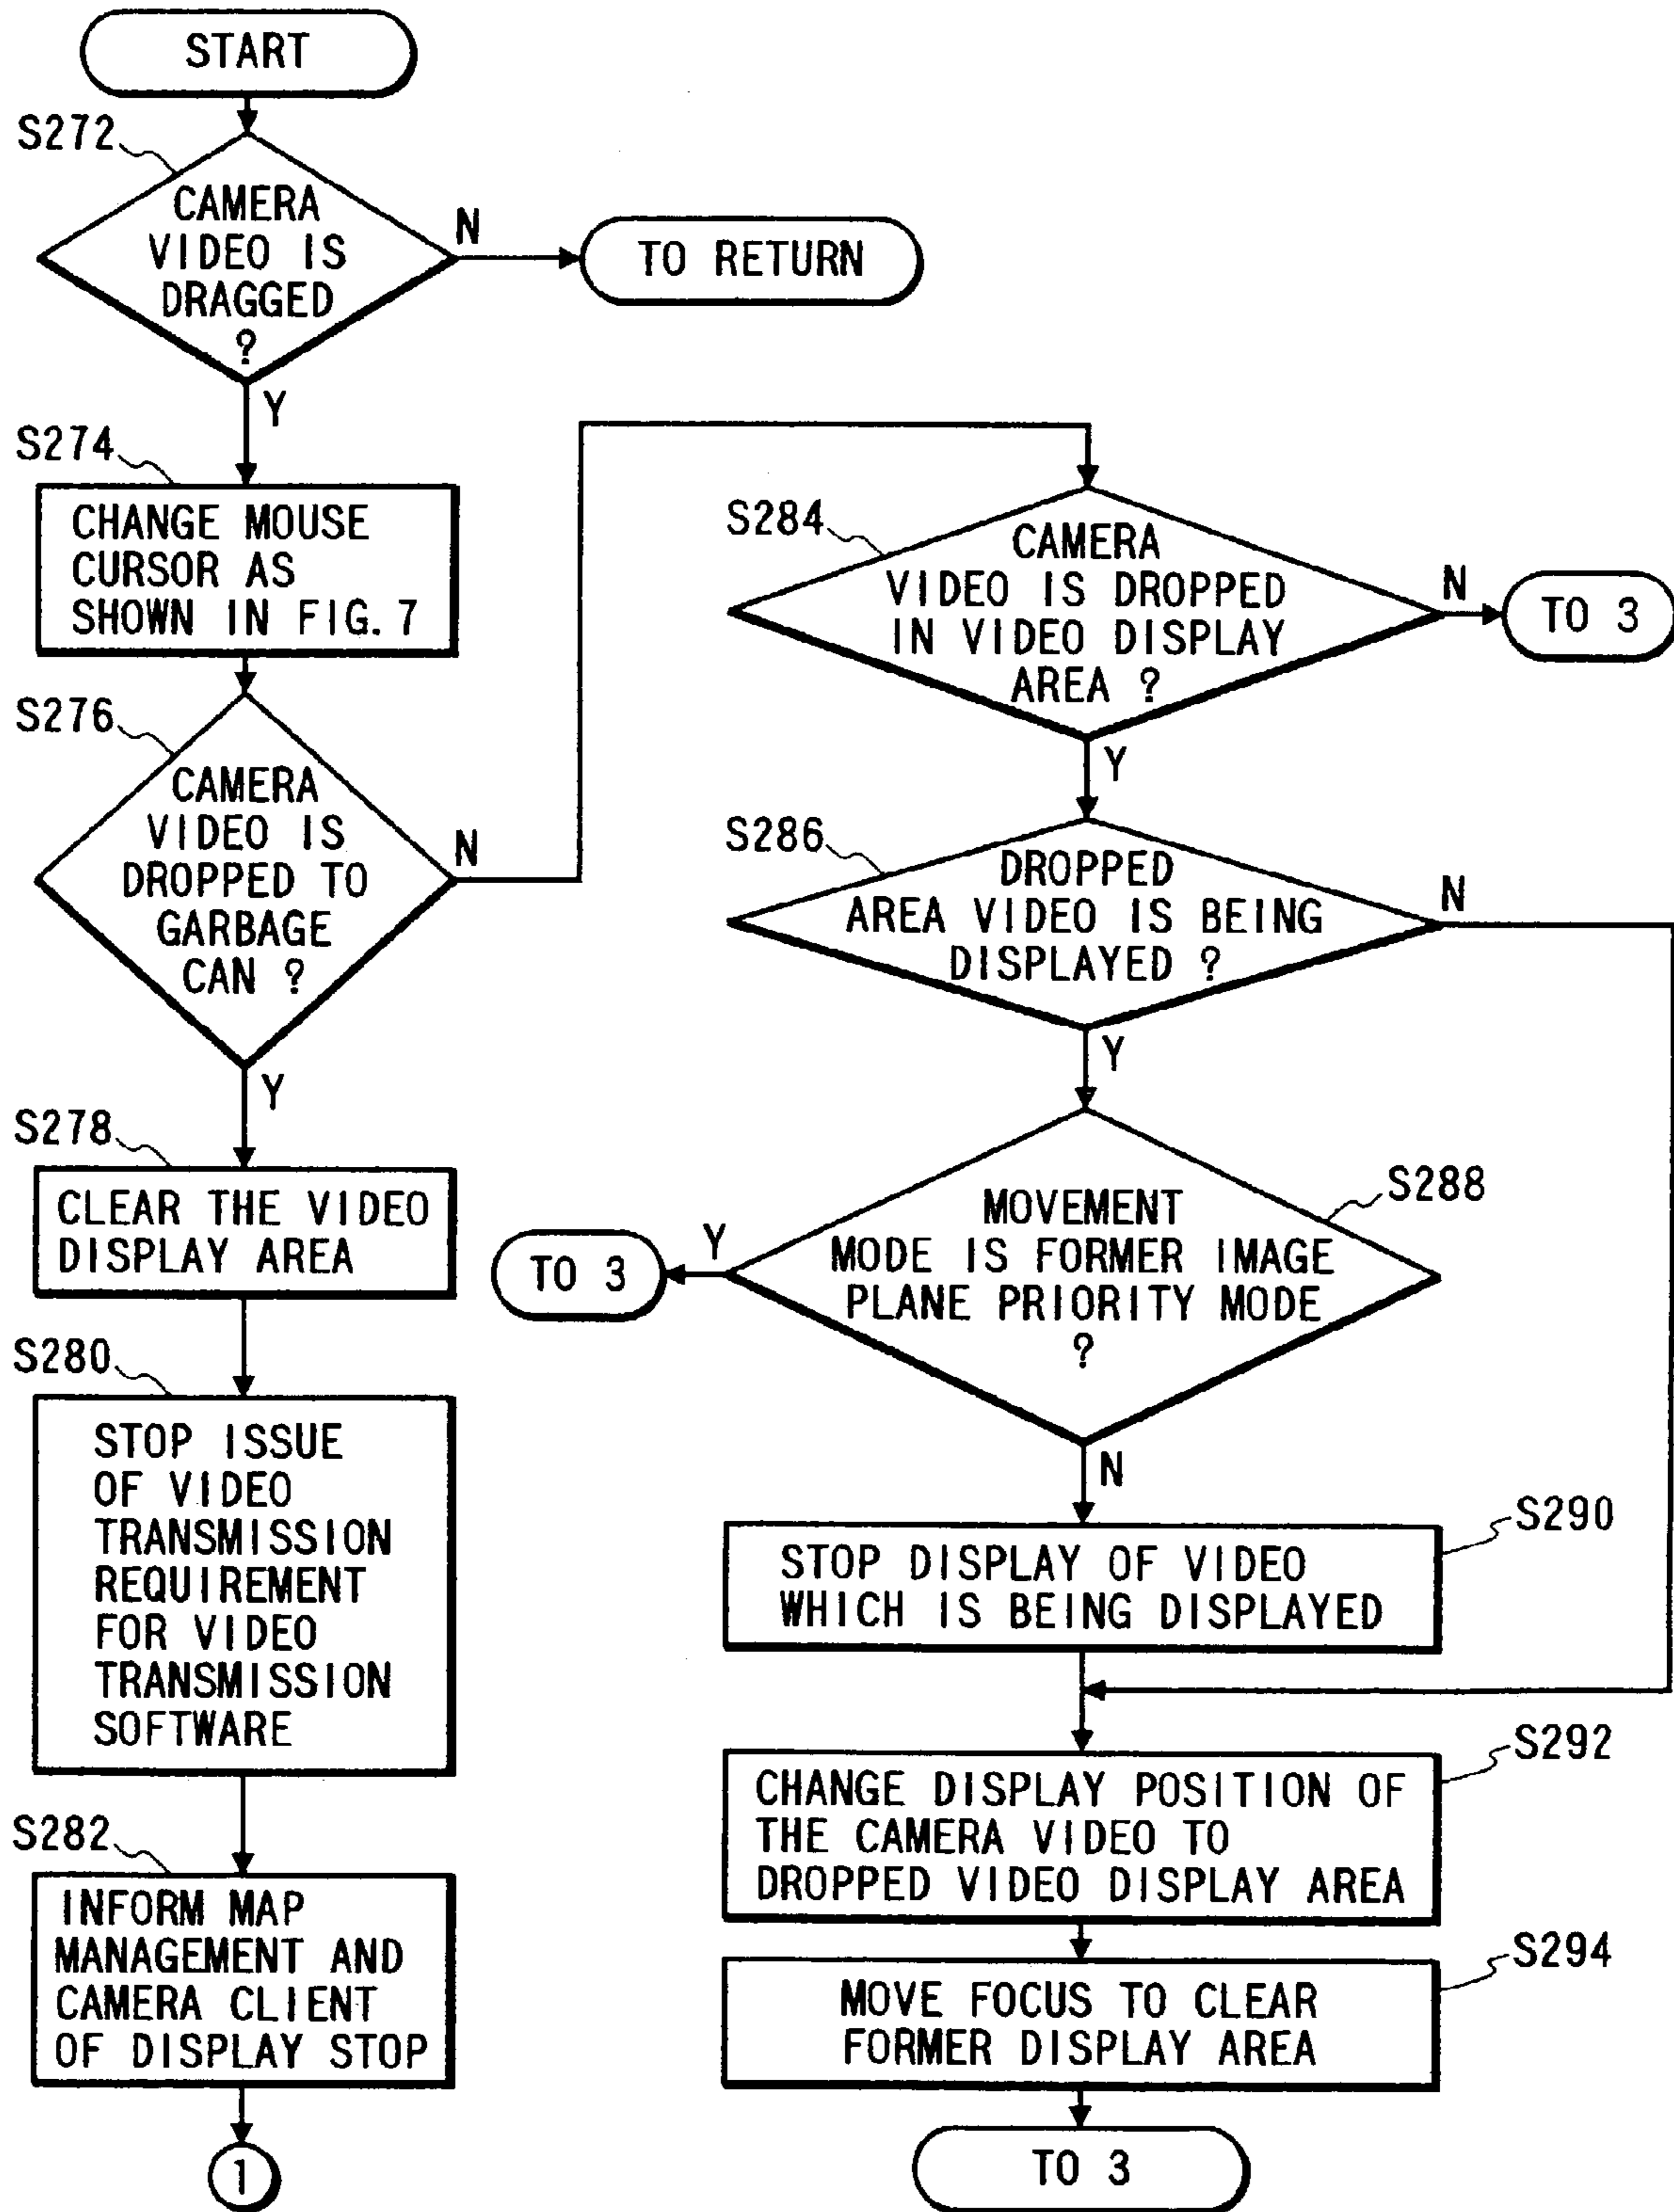 START
S272
CAMERA
VIDEO IS
DRAGGED
?
N
TO RETURN
Y
S274
CHANGE MOUSE
CURSOR AS
SHOWN IN FIG. 7
S276
CAMERA
VIDEO IS
DROPPED TO
GARBAGE
CAN ?
N
Y
S278
CLEAR THE VIDEO
DISPLAY AREA
S280
STOP ISSUE
OF VIDEO
TRANSMISSION
REQUIREMENT
FOR VIDEO
TRANSMISSION
SOFTWARE
S282
INFORM MAP
MANAGEMENT AND
CAMERA CLIENT
OF DISPLAY STOP
1
S284
CAMERA
VIDEO IS DROPPED
IN VIDEO DISPLAY
AREA ?
N
TO 3
Y
S286
DROPPED
AREA VIDEO IS BEING
DISPLAYED ?
N
Y
S288
MOVEMENT
MODE IS FORMER IMAGE
PLANE PRIORITY MODE
?
Y
TO 3
N
S290
STOP DISPLAY OF VIDEO
WHICH IS BEING DISPLAYED
S292
CHANGE DISPLAY POSITION OF
THE CAMERA VIDEO TO
DROPPED VIDEO DISPLAY AREA
S294
MOVE FOCUS TO CLEAR
FORMER DISPLAY AREA
TO 3